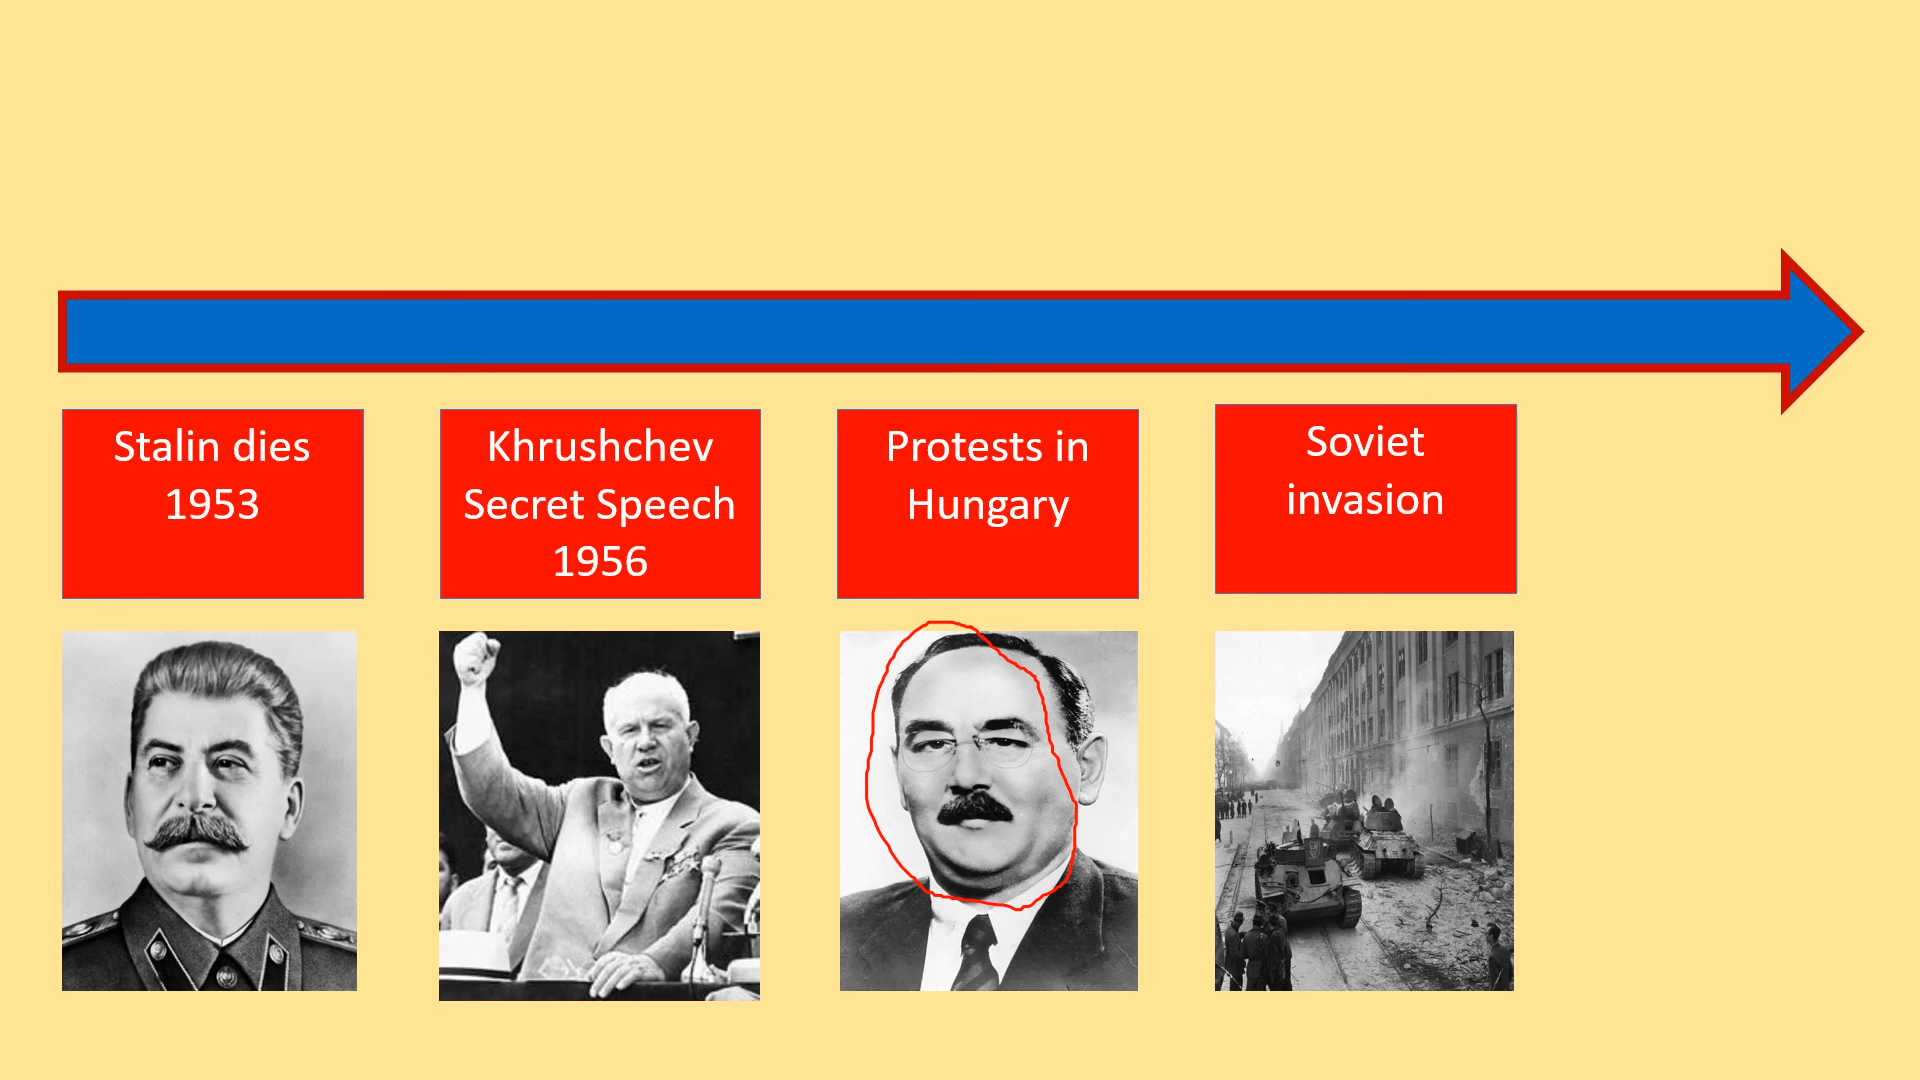 Stalin dies
1953
Khrushchev
Secret Speech
1956
Protests in
Hungary
Soviet
invasion